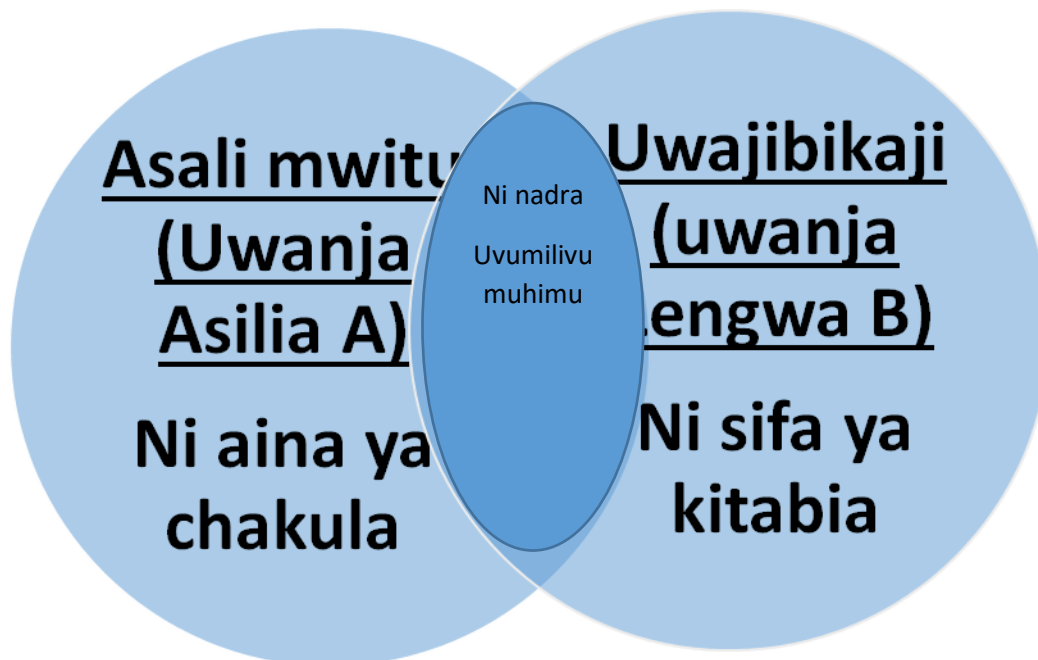 Asali mwitu
(Uwanja
Asilia A)
Ni aina ya
chakula
Ni nadra
Uvumilivu
muhimu
Uwajibikaji
(uwanja
Lengwa B)
Ni sifa ya
kitabia